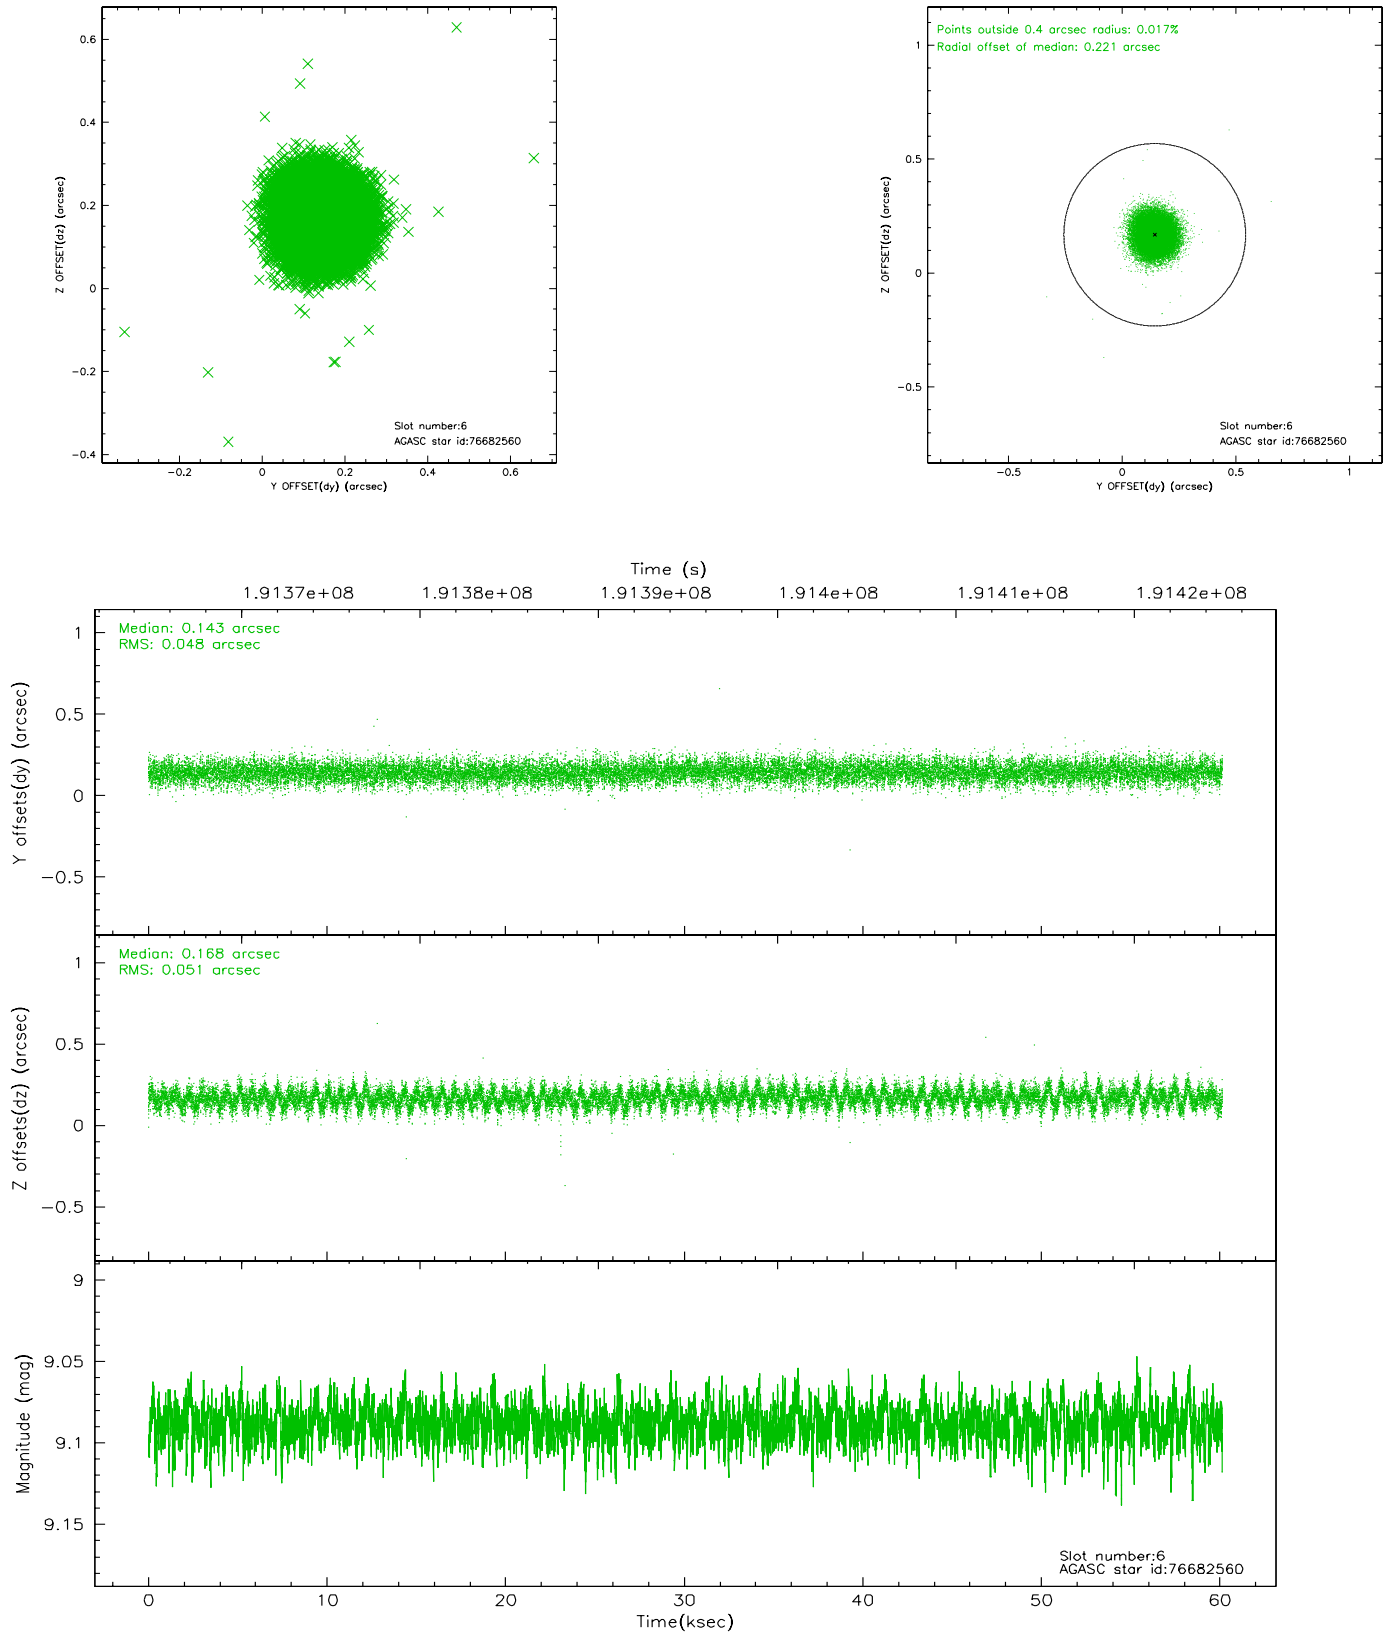 0.6
0.4
0.2
0
−0.2
−0.4
−0.2
0
0.2
0.4
0.6
Z OFFSET(dz) (arcsec)
Y OFFSET(dy) (arcsec)
Slot number:6
AGASC star id:76682560
Points outside 0.4 arcsec radius: 0.017%
Radial offset of median: 0.221 arcsec
1
0.5
0
−0.5
−0.5
0
0.5
1
Z OFFSET(dz) (arcsec)
Y OFFSET(dy) (arcsec)
Slot number:6
AGASC star id:76682560
Time (s)
1.9137e+08
1.9138e+08
1.9139e+08
1.914e+08
1.9141e+08
1.9142e+08
Median: 0.143 arcsec
RMS: 0.048 arcsec
1
0.5
0
−0.5
Y offsets(dy) (arcsec)
Median: 0.168 arcsec
RMS: 0.051 arcsec
1
0.5
0
−0.5
Z offsets(dz) (arcsec)
9
9.05
9.1
9.15
Magnitude (mag)
Slot number:6
AGASC star id:76682560
0
10
20
30
40
50
60
Time(ksec)